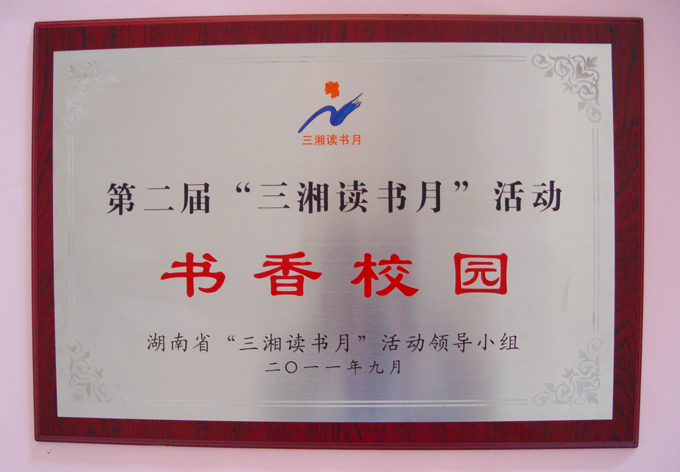 三湘读书月
第二届“三湘读书月”活动
书香校园
湖南省“三湘读书月”活动领导小组
二〇一一年九月